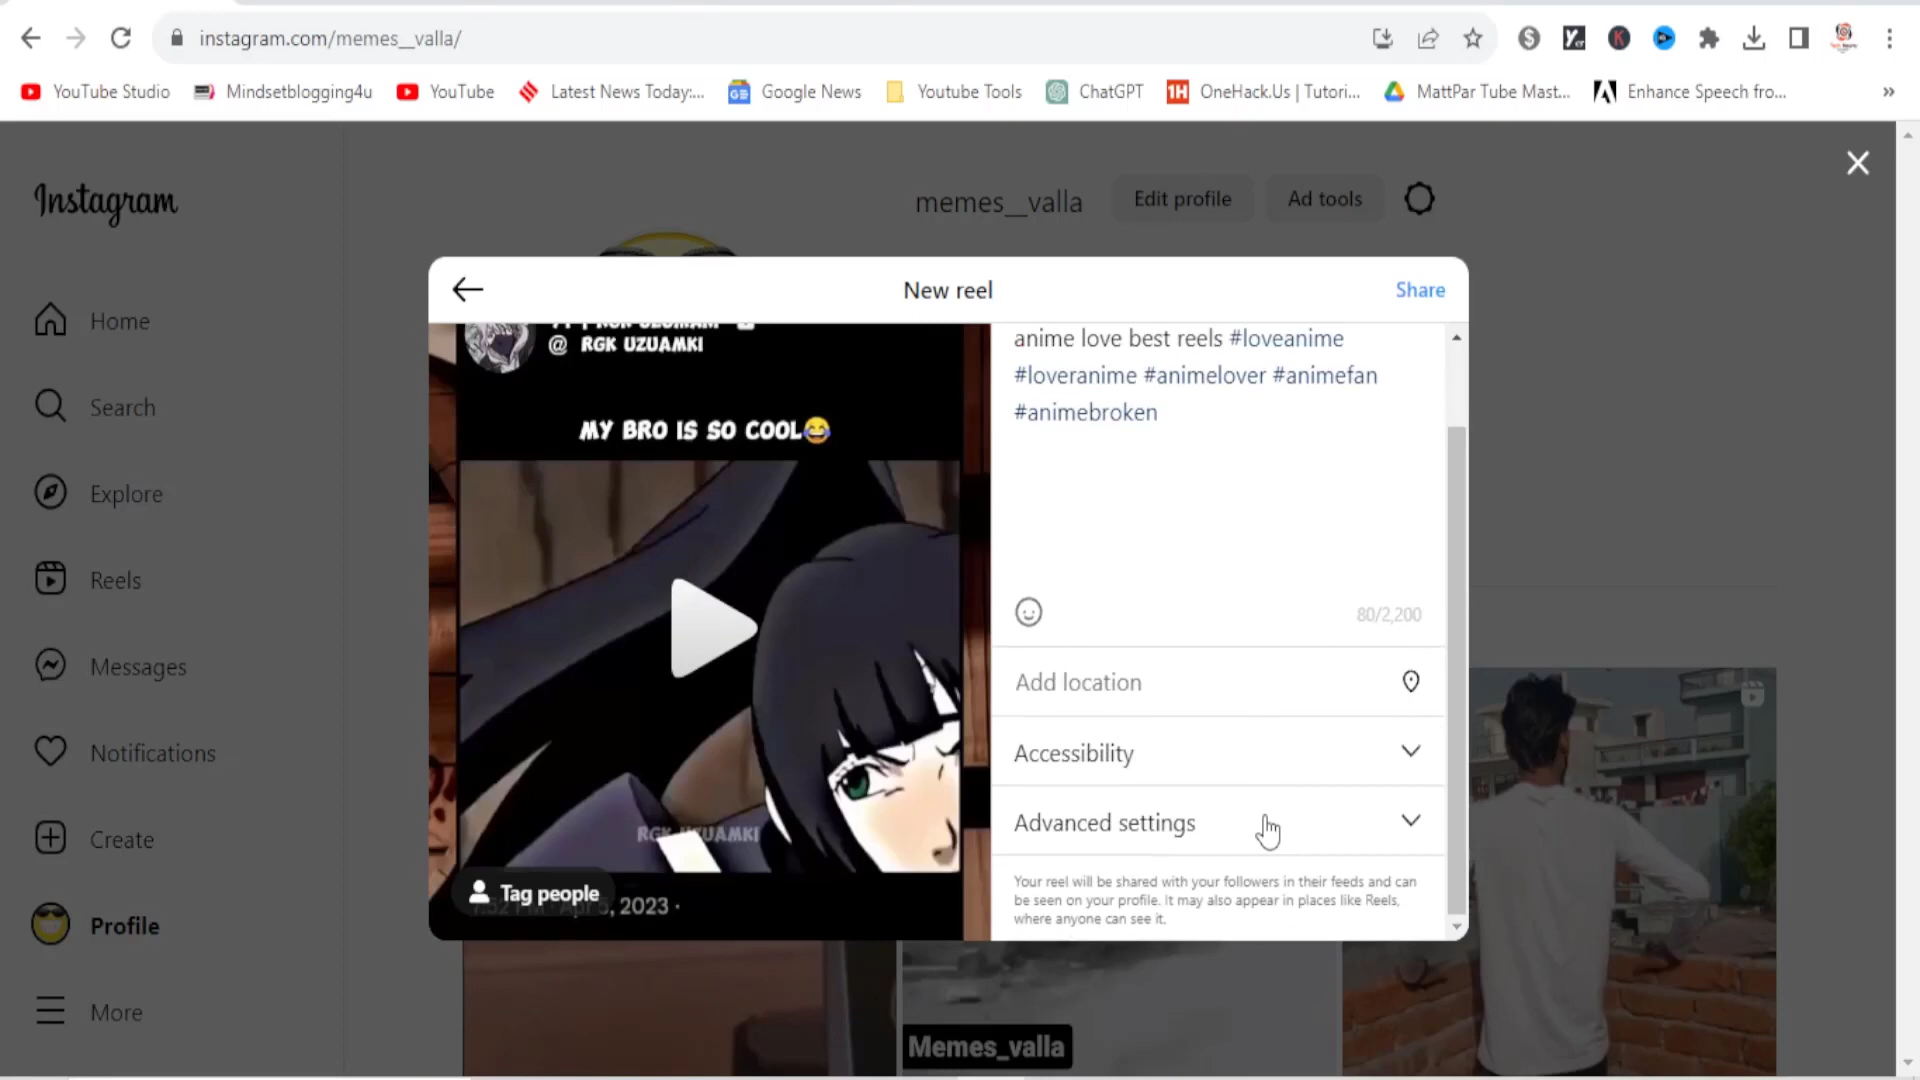 instagram.com/memes__valla/
YouTube Studio
Mindsetblogging4u
YouTube
Latest News Today:...
Google News
Youtube Tools
ChatGPT
OneHack.Us | Tutori...
MattPar Tube Mast...
Enhance Speech fro...
»
Instagram
memes__valla
Edit profile
Ad tools
New reel
Share
@ RGK UZUAMKI
MY BRO IS SO COOL😂
RGK UZUAMKI
Tag people
5, 2023 ·
anime love best reels #loveanime
#loveranime #animelover #animefan
#animebroken
80/2,200
Add location
Accessibility
Advanced settings
Your reel will be shared with your followers in their feeds and can
be seen on your profile. It may also appear in places like Reels,
where anyone can see it.
Home
Search
Explore
Reels
Messages
Notifications
Create
Profile
More
Memes_valla